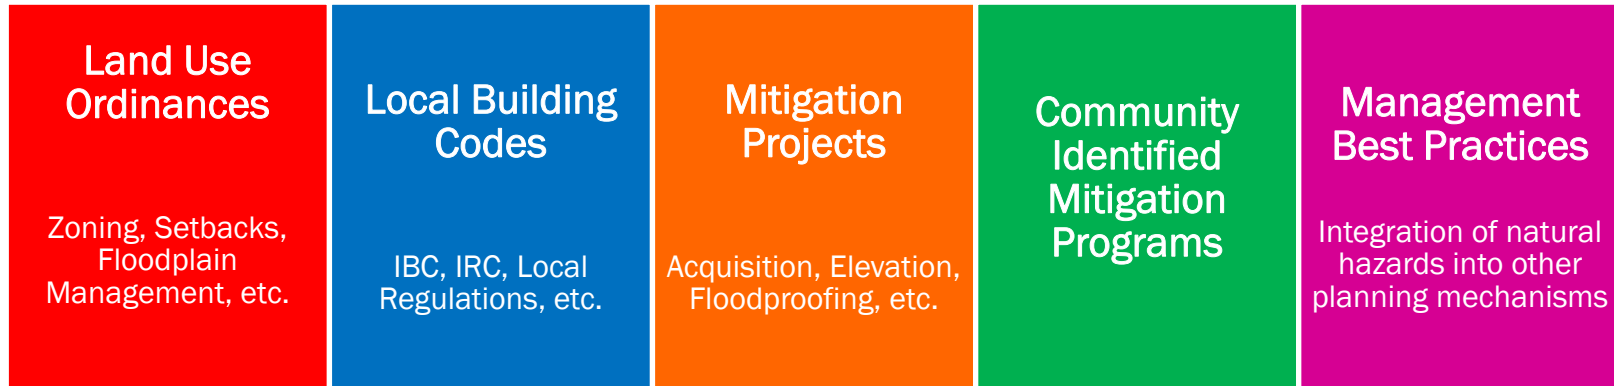 Land Use
Ordinances
Zoning, Setbacks,
Floodplain
Management, etc.
Local Building
Codes
IBC, IRC, Local
Regulations, etc.
Mitigation
Projects
Acquisition, Elevation,
Floodproofing, etc.
Community
Identified
Mitigation
Programs
Management
Best Practices
Integration of natural
hazards into other
planning mechanisms